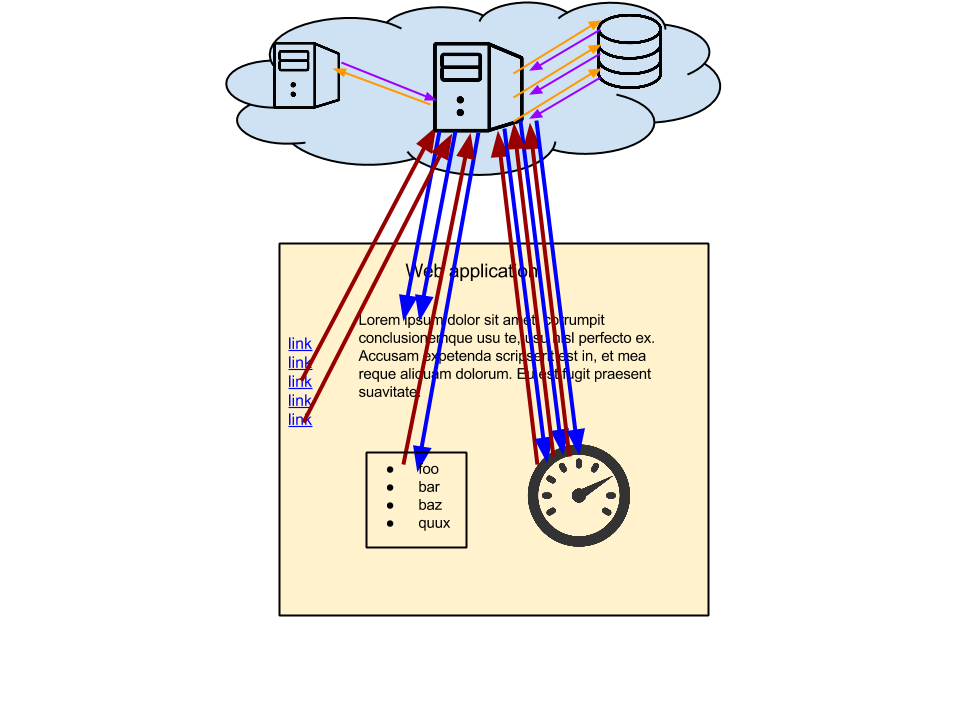 Web application
Lorem ipsum dolor sit amet, corrumpit
conclusionemque usu te, usu nisl perfecto ex.
Accusam expetenda scripserit est in, et mea
reque aliquam dolorum. Eu est fugit praesent
suavitate.
link
link
link
link
link
foo
bar
baz
quux